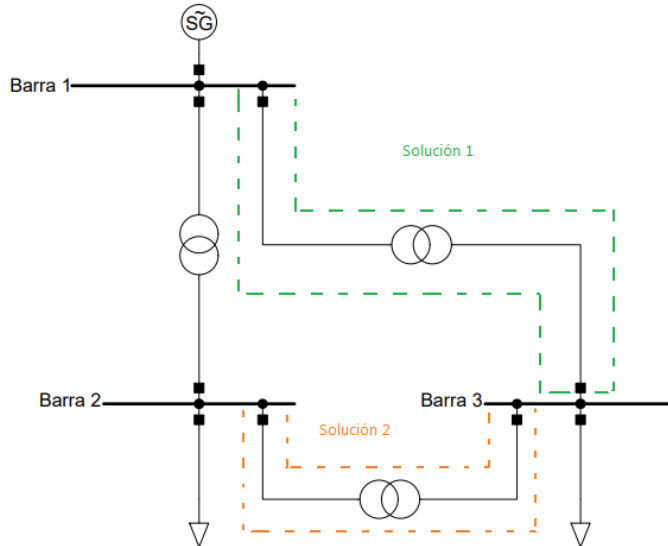 SG
Barra 1
Solución 1
Barra 2
Barra 3
Solución 2